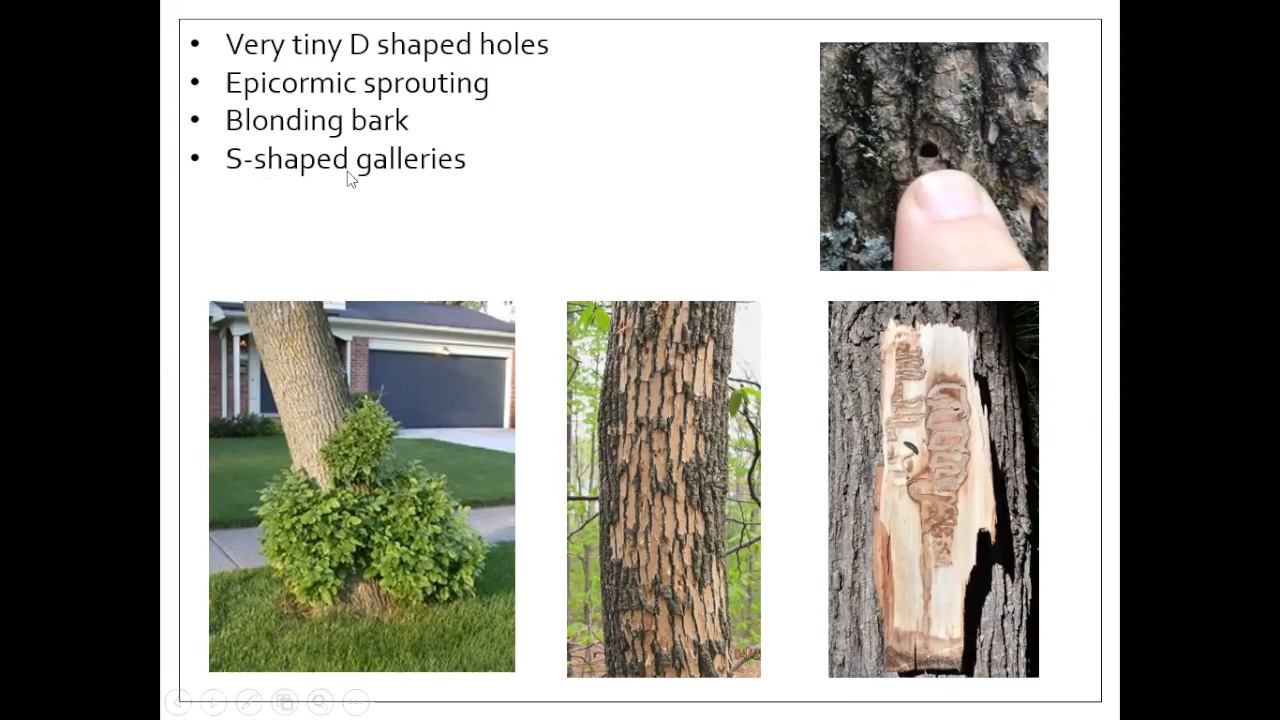 • Very tiny D shaped holes
• Epicormic sprouting
• Blonding bark
• S-shaped galleries